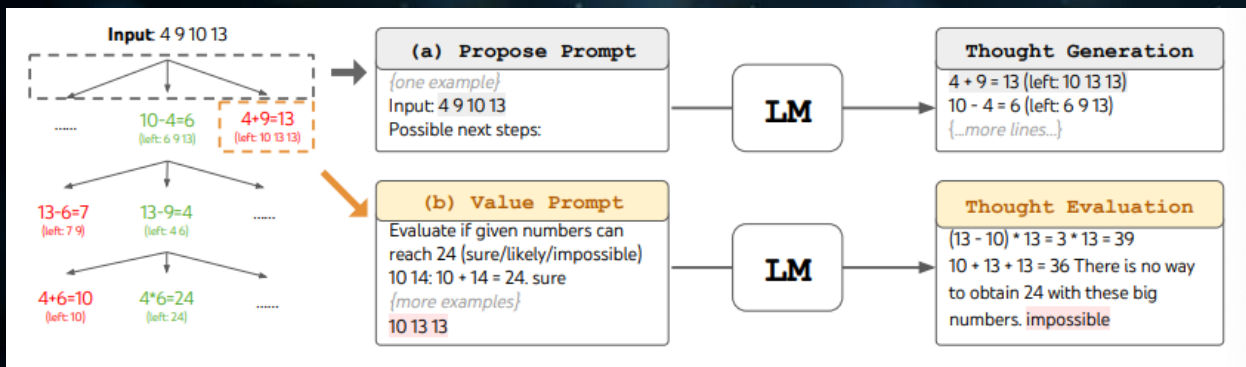 Input: 4 9 10 13
......
10-4=6
(left: 6 9 13)
4+9=13
(left: 10 13 13)
13-6=7
(left: 7 9)
13-9=4
(left: 4 6)
......
4+6=10
(left: 10)
4*6=24
(left: 24)
......
(a) Propose Prompt
{one example}
Input: 4 9 10 13
Possible next steps:
LM
Thought Generation
4 + 9 = 13 (left: 10 13 13)
10 - 4 = 6 (left: 6 9 13)
{...more lines...}
(b) Value Prompt
Evaluate if given numbers can
reach 24 (sure/likely/impossible)
10 14: 10 + 14 = 24. sure
{more examples}
10 13 13
LM
Thought Evaluation
(13 - 10) * 13 = 3 * 13 = 39
10 + 13 + 13 = 36 There is no way
to obtain 24 with these big
numbers. impossible